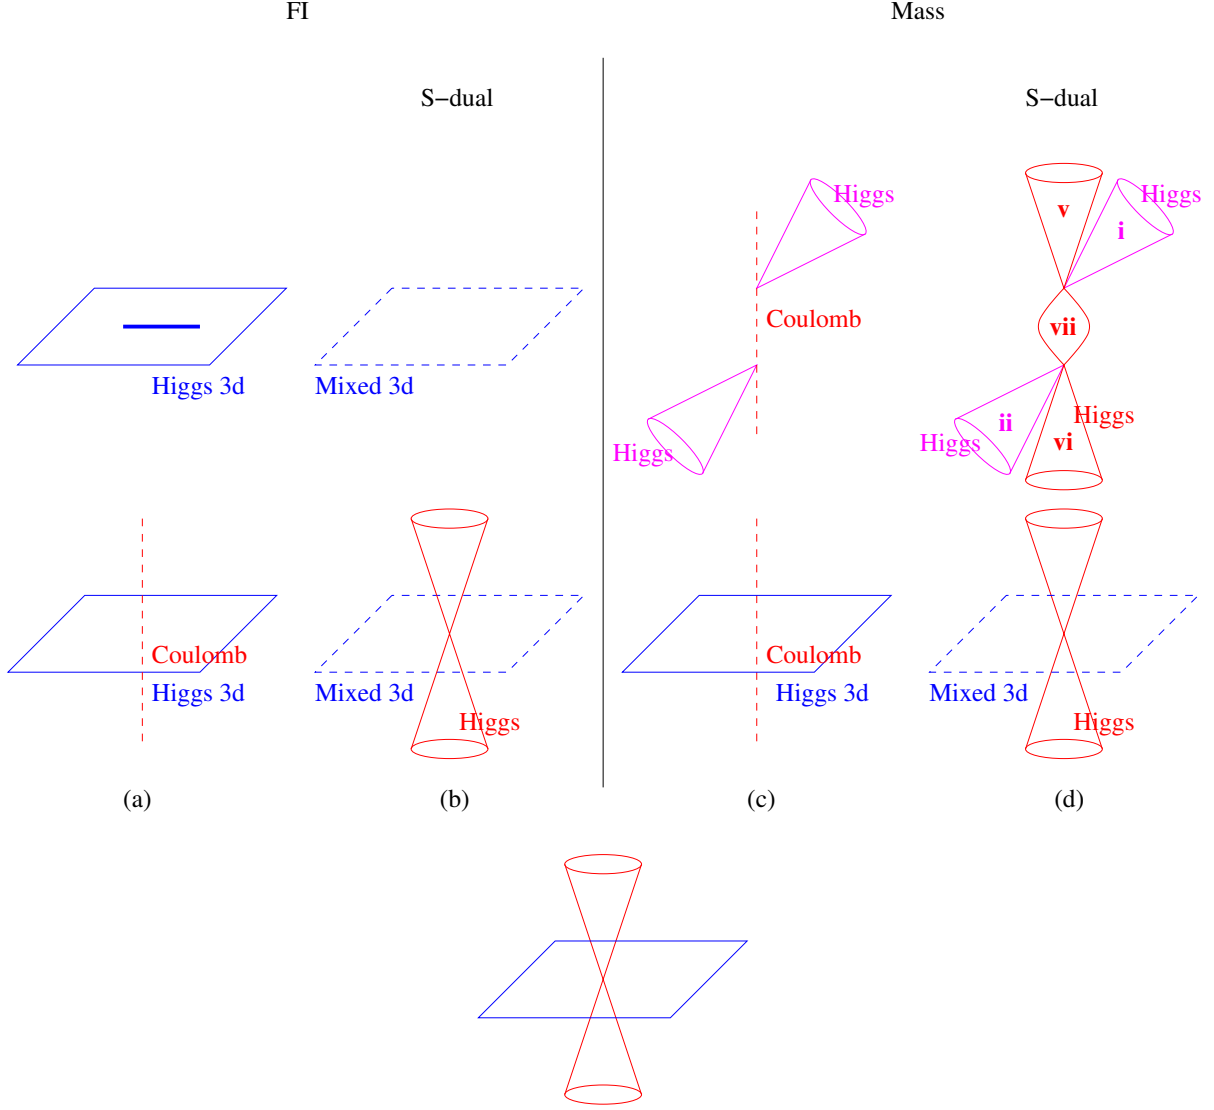 FI
Mass
S−dual
S−dual
Higgs
Higgs
v
i
Coulomb
vii
Higgs 3d
Mixed 3d
Higgs
Higgs
ii
Higgs
vi
Coulomb
Higgs 3d
Mixed 3d
Higgs
Coulomb
Higgs 3d
Mixed 3d
Higgs
(a)
(b)
(c)
(d)